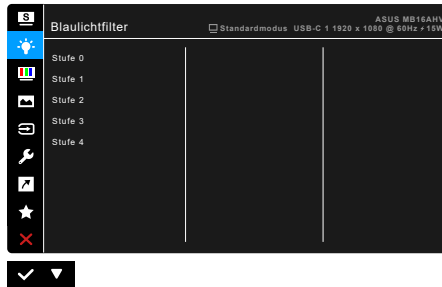 S
Blaulichtfilter
ASUS MB16AHV
Standardmodus USB-C 1 1920 x 1080 @ 60Hz 15W
Stufe 0
Stufe 1
Stufe 2
Stufe 3
Stufe 4